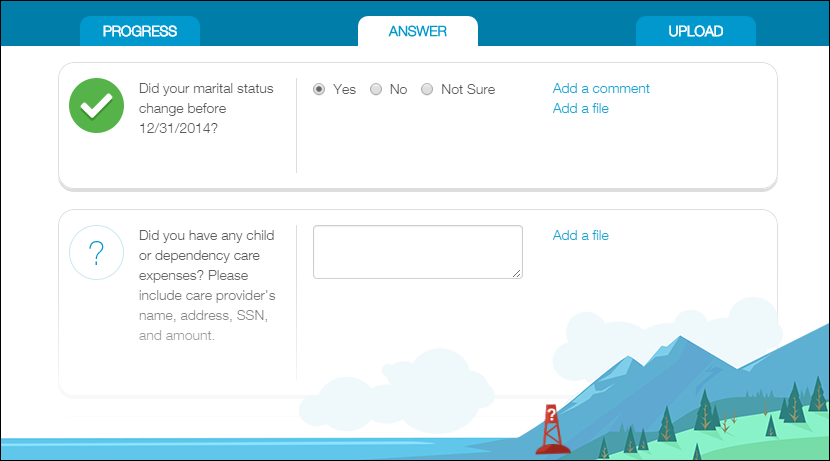 PROGRESS ANSWER UPLOAD
Did your marital status
change before
12/31/2014?
Yes No Not Sure
Add a comment
Add a file
?
Did you have any child
or dependency care
expenses? Please
include care provider's
name, address, SSN,
and amount.
Add a file
?